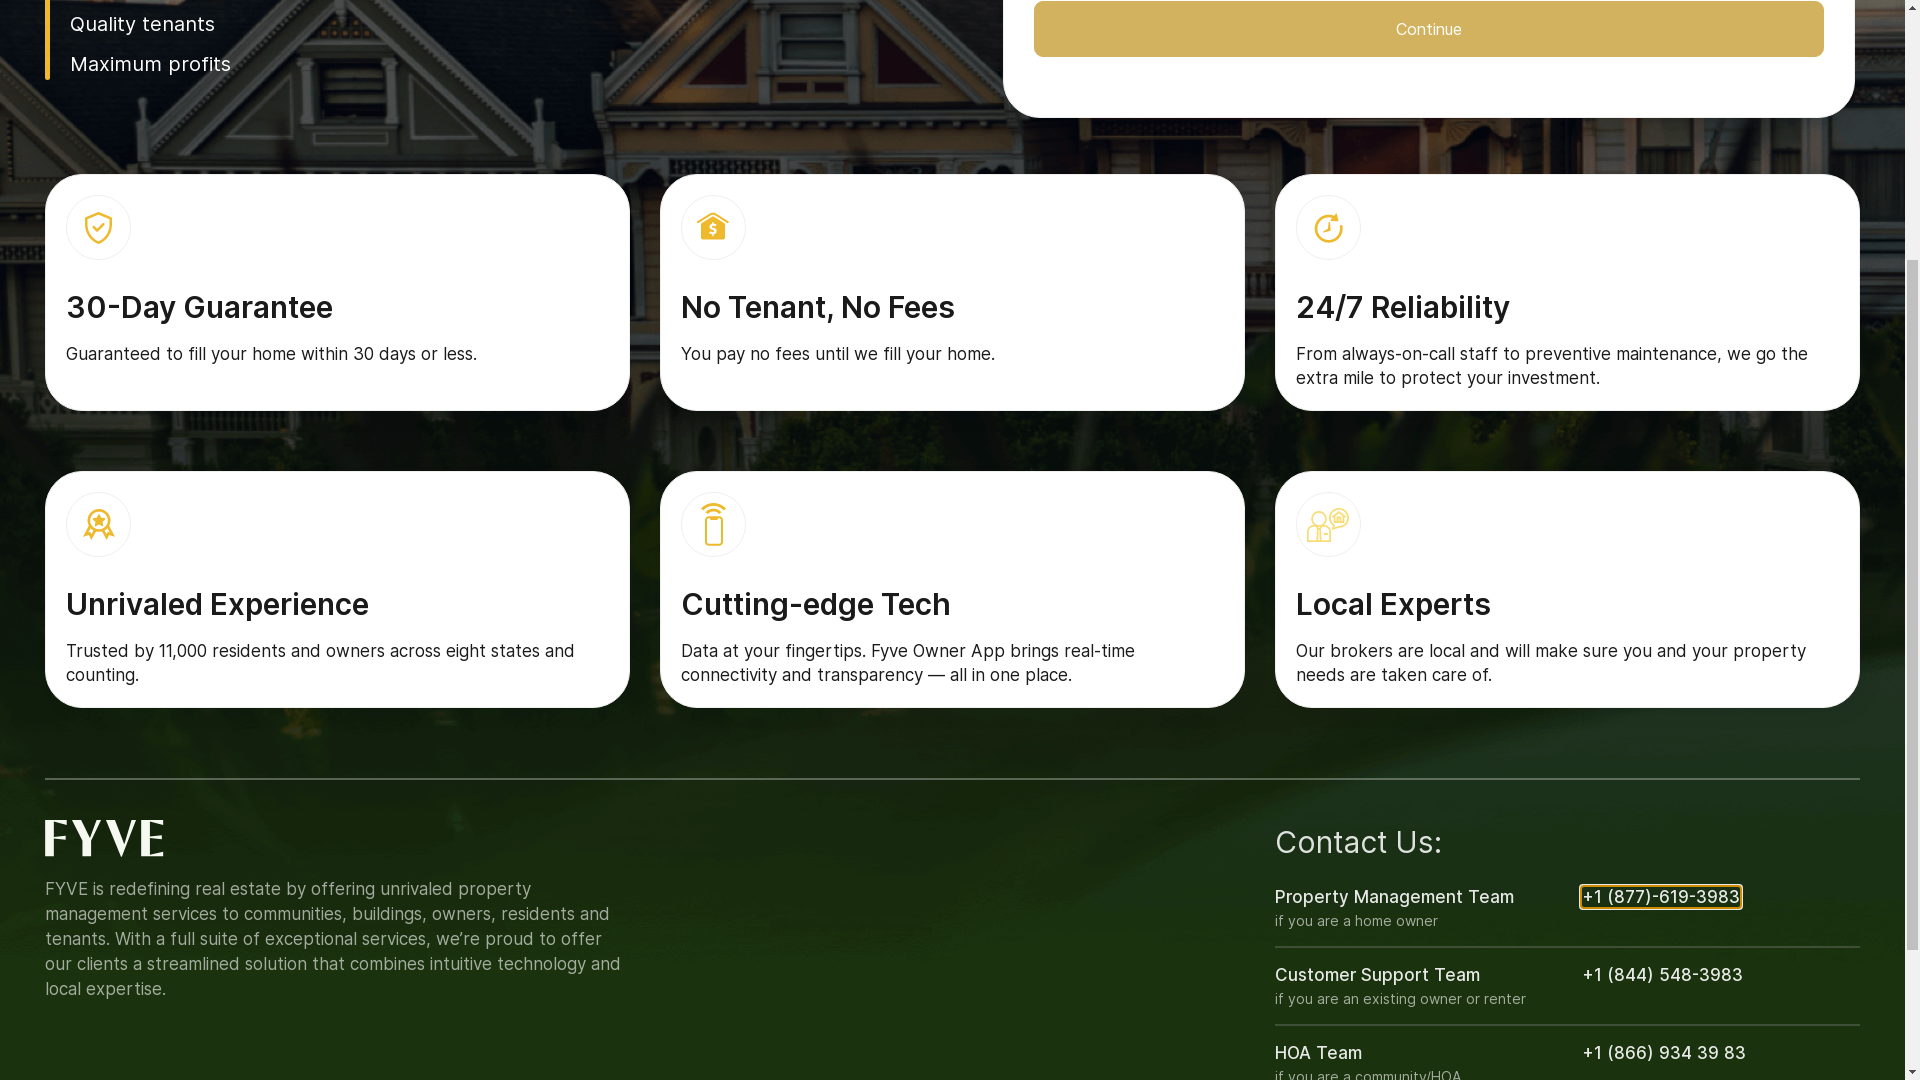 Quality tenants
Maximum profits
Continue
30-Day Guarantee
Guaranteed to fill your home within 30 days or less.
No Tenant, No Fees
You pay no fees until we fill your home.
24/7 Reliability
From always-on-call staff to preventive maintenance, we go the
extra mile to protect your investment.
Unrivaled Experience
Trusted by 11,000 residents and owners across eight states and
counting.
Cutting-edge Tech
Data at your fingertips. Fyve Owner App brings real-time
connectivity and transparency — all in one place.
Local Experts
Our brokers are local and will make sure you and your property
needs are taken care of.
FYVE
FYVE is redefining real estate by offering unrivaled property
management services to communities, buildings, owners, residents and
tenants. With a full suite of exceptional services, we’re proud to offer
our clients a streamlined solution that combines intuitive technology and
local expertise.
Contact Us:
Property Management Team
+1 (877)-619-3983
if you are a home owner
Customer Support Team
+1 (844) 548-3983
if you are an existing owner or renter
HOA Team
+1 (866) 934 39 83
if you are a community/HOA